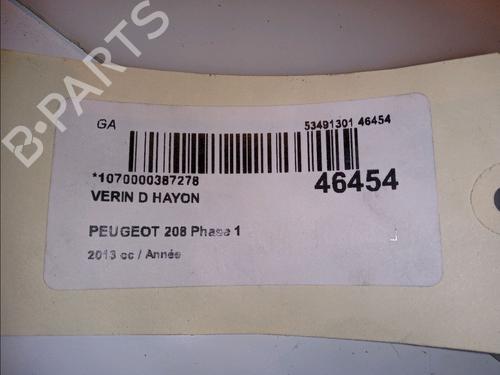 B-PARTS
GA 53491301 46454
*1070000387278 46454
VERIN D HAYON
PEUGEOT 208 Phase 1
2013 cc / Année